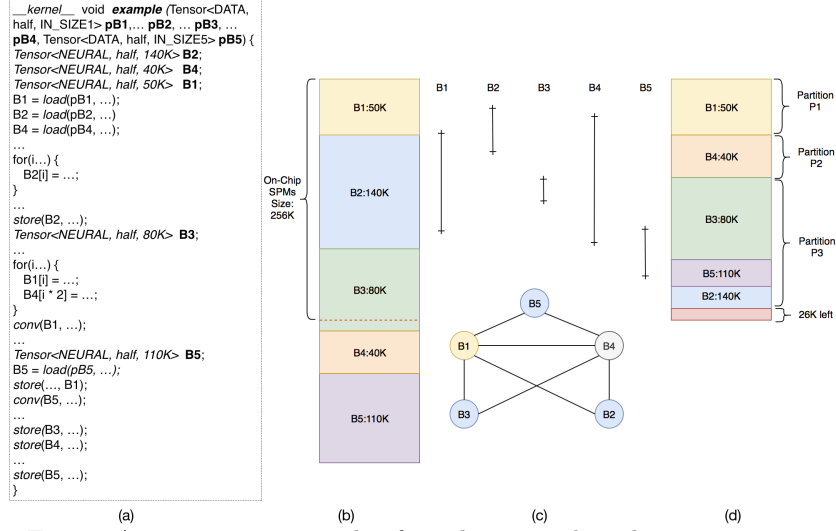 __kernel__ void example (Tensor<DATA,
half, IN_SIZE1> pB1,... pB2, ... pB3, ...
pB4, Tensor<DATA, half, IN_SIZE5> pB5) {
Tensor<NEURAL, half, 140K> B2;
Tensor<NEURAL, half, 40K> B4;
Tensor<NEURAL, half, 50K> B1;
B1 = load(pB1, ...);
B2 = load(pB2, ...)
B4 = load(pB4, ...);
...
for(i...) {
B2[i] = ...;
}
...
store(B2, ...);
Tensor<NEURAL, half, 80K> B3;
...
for(i...) {
B1[i] = ...;
B4[i * 2] = ...;
}
conv(B1, ...);
...
Tensor<NEURAL, half, 110K> B5;
B5 = load(pB5, ...);
store(..., B1);
conv(B5, ...);
...
store(B3, ...);
store(B4, ...);
...
store(B5, ...);
}
(a)
On-Chip
SPMs
Size:
256K
B1:50K
B2:140K
B3:80K
B4:40K
B5:110K
(b)
B1 B2 B3 B4 B5
B5
B1 B4
B3 B2
(c)
B1:50K
B4:40K
B3:80K
B5:110K
B2:140K
Partition
P1
Partition
P2
Partition
P3
26K left
(d)